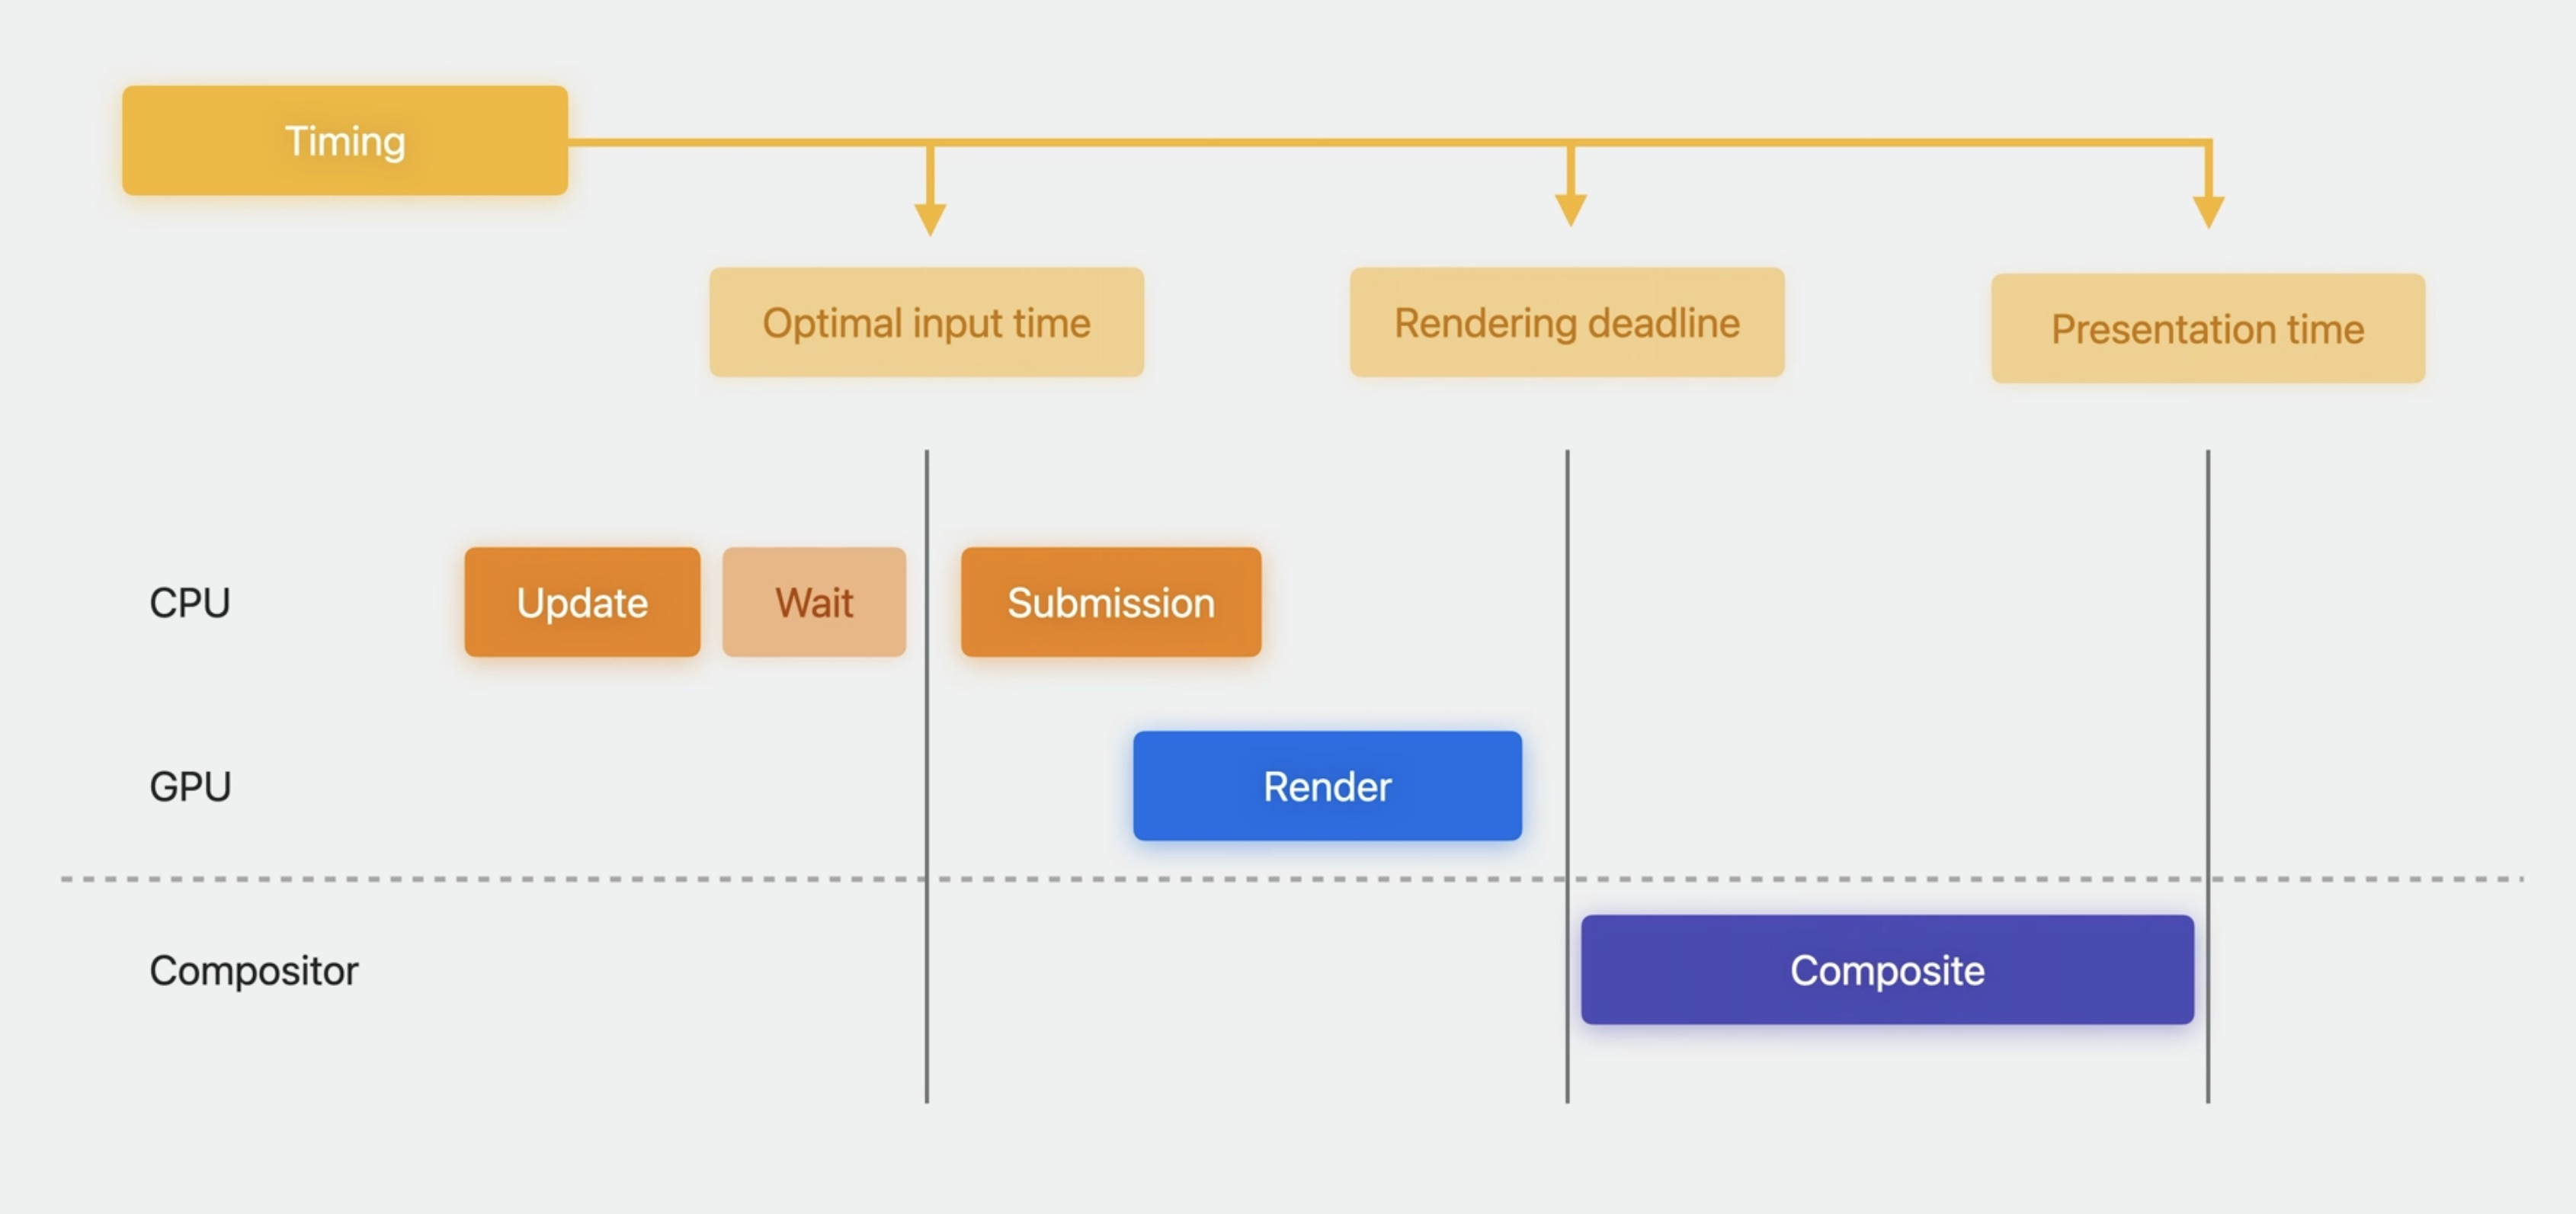 Timing
Optimal input time
Rendering deadline
Presentation time
CPU
Update
Wait
Submission
GPU
Render
Compositor
Composite